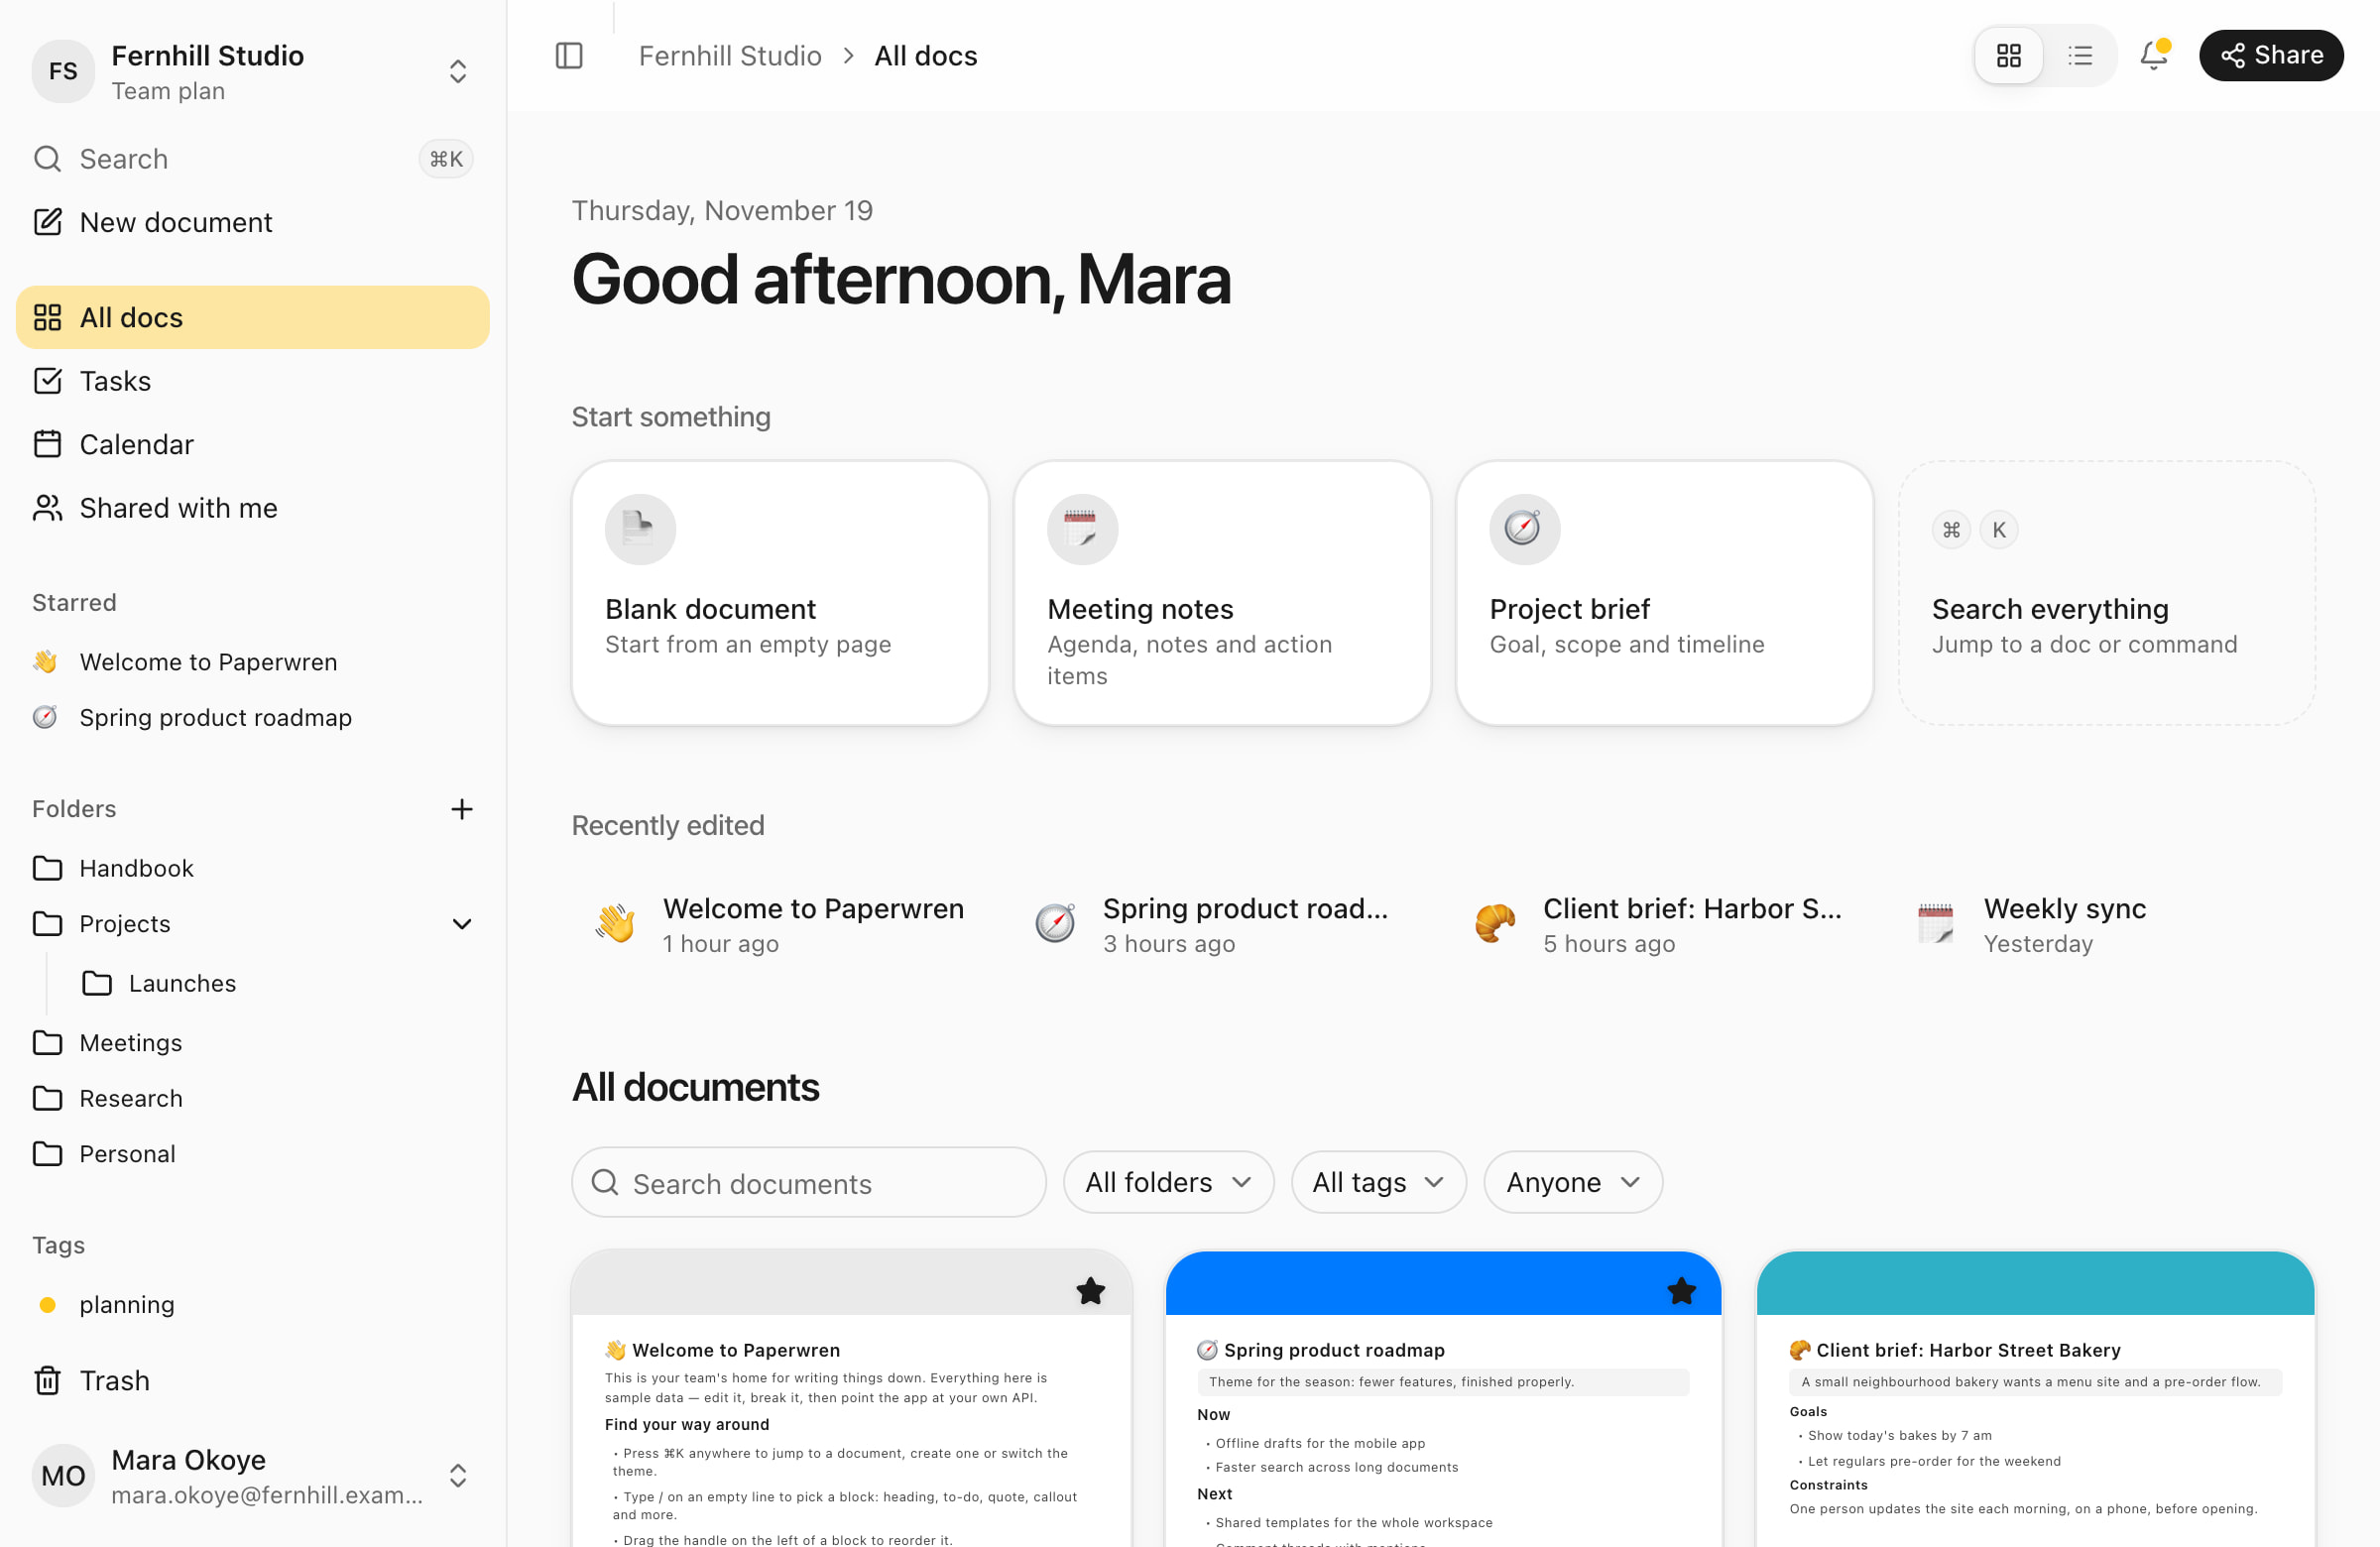 FS
Fernhill Studio
Team plan
Search
⌘K
New document
All docs
Tasks
Calendar
Shared with me
Starred
👋 Welcome to Paperwren
🧭 Spring product roadmap
Folders
Handbook
Projects
Launches
Meetings
Research
Personal
Tags
planning
Trash
MO
Mara Okoye
mara.okoye@fernhill.exam...
Fernhill Studio > All docs
Share
Thursday, November 19
Good afternoon, Mara
Start something
Blank document
Start from an empty page
Meeting notes
Agenda, notes and action
items
Project brief
Goal, scope and timeline
⌘ K
Search everything
Jump to a doc or command
Recently edited
Welcome to Paperwren
1 hour ago
Spring product road...
3 hours ago
Client brief: Harbor S...
5 hours ago
Weekly sync
Yesterday
All documents
Search documents
All folders
All tags
Anyone
👋 Welcome to Paperwren
This is your team's home for writing things down. Everything here is
sample data — edit it, break it, then point the app at your own API.
Find your way around
• Press ⌘K anywhere to jump to a document, create one or switch the
theme.
• Type / on an empty line to pick a block: heading, to-do, quote, callout
and more.
• Drag the handle on the left of a block to reorder it.
🧭 Spring product roadmap
Theme for the season: fewer features, finished properly.
Now
• Offline drafts for the mobile app
• Faster search across long documents
Next
• Shared templates for the whole workspace
• Comment threads with mentions
🥐 Client brief: Harbor Street Bakery
A small neighbourhood bakery wants a menu site and a pre-order flow.
Goals
• Show today's bakes by 7 am
• Let regulars pre-order for the weekend
Constraints
One person updates the site each morning, on a phone, before opening.